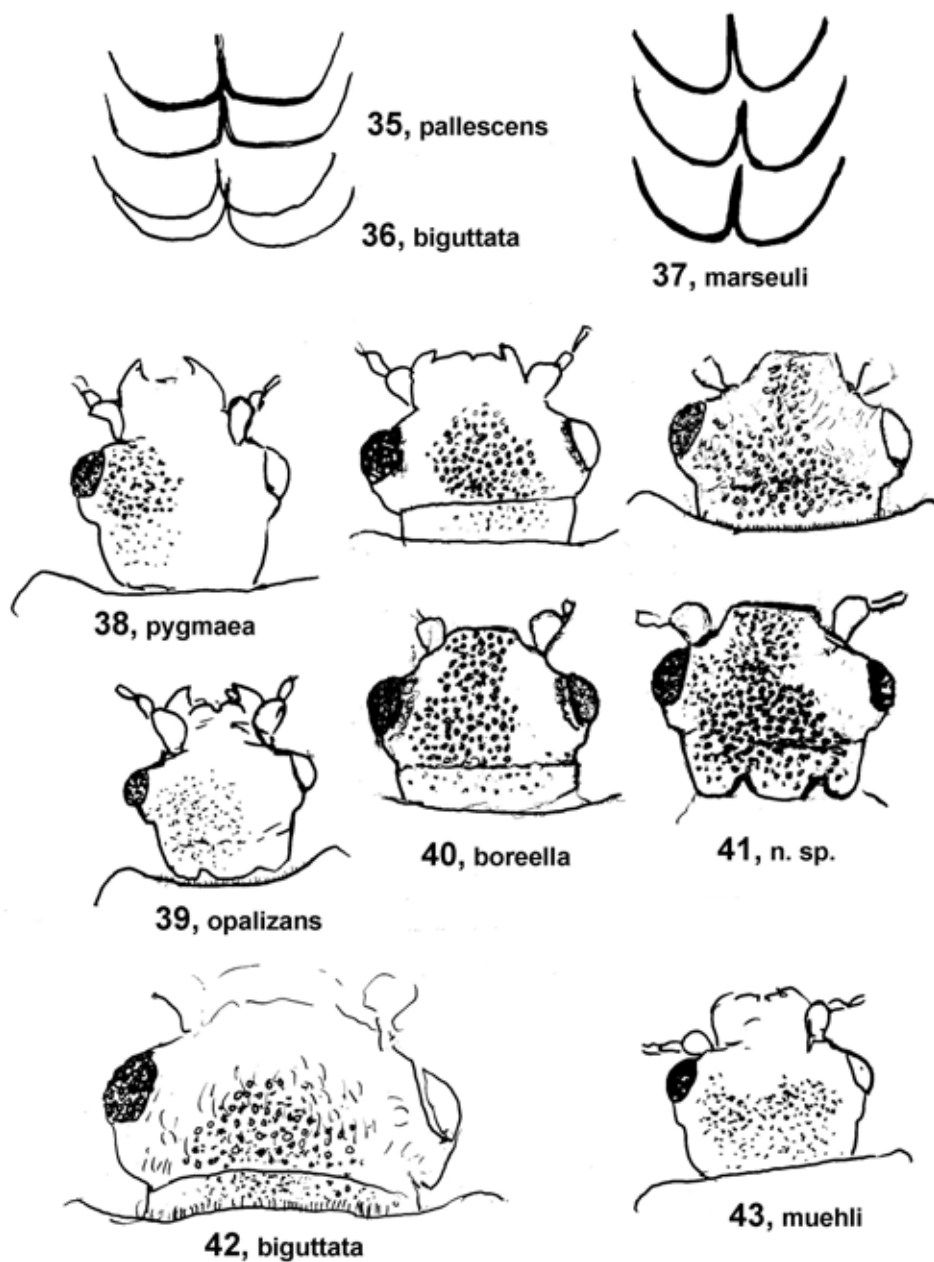 35, pallescens
36, biguttata
37, marseuli
38, pygmaea
39, opalizans
40, boreella
41, n. sp.
42, biguttata
43, muehli